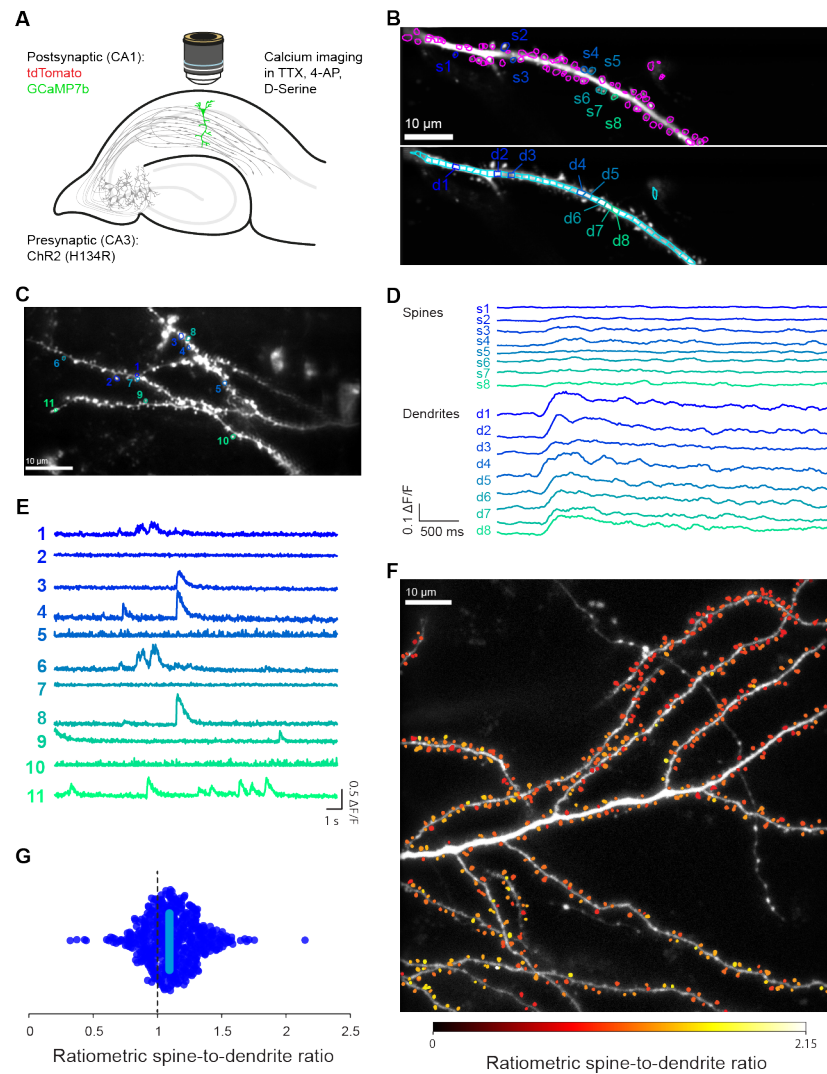 A
Postsynaptic (CA1):
tdTomato
GCaMP7b
Calcium imaging
in TTX, 4-AP,
D-Serine
Presynaptic (CA3):
ChR2 (H134R)
B
s1
s2
s3
s4
s5
s6
s7
s8
10 µm
d1
d2
d3
d4
d5
d6
d7
d8
C
6
2
7
3
8
4
5
9
11
10
10 µm
D
Spines
s1
s2
s3
s4
s5
s6
s7
s8
Dendrites
d1
d2
d3
d4
d5
d6
d7
d8
0.1 ΔF/F
500 ms
E
1
2
3
4
5
6
7
8
9
10
11
0.5 ΔF/F
1 s
F
10 µm
0
2.15
Ratiometric spine-to-dendrite ratio
G
0
0.5
1
1.5
2
2.5
Ratiometric spine-to-dendrite ratio